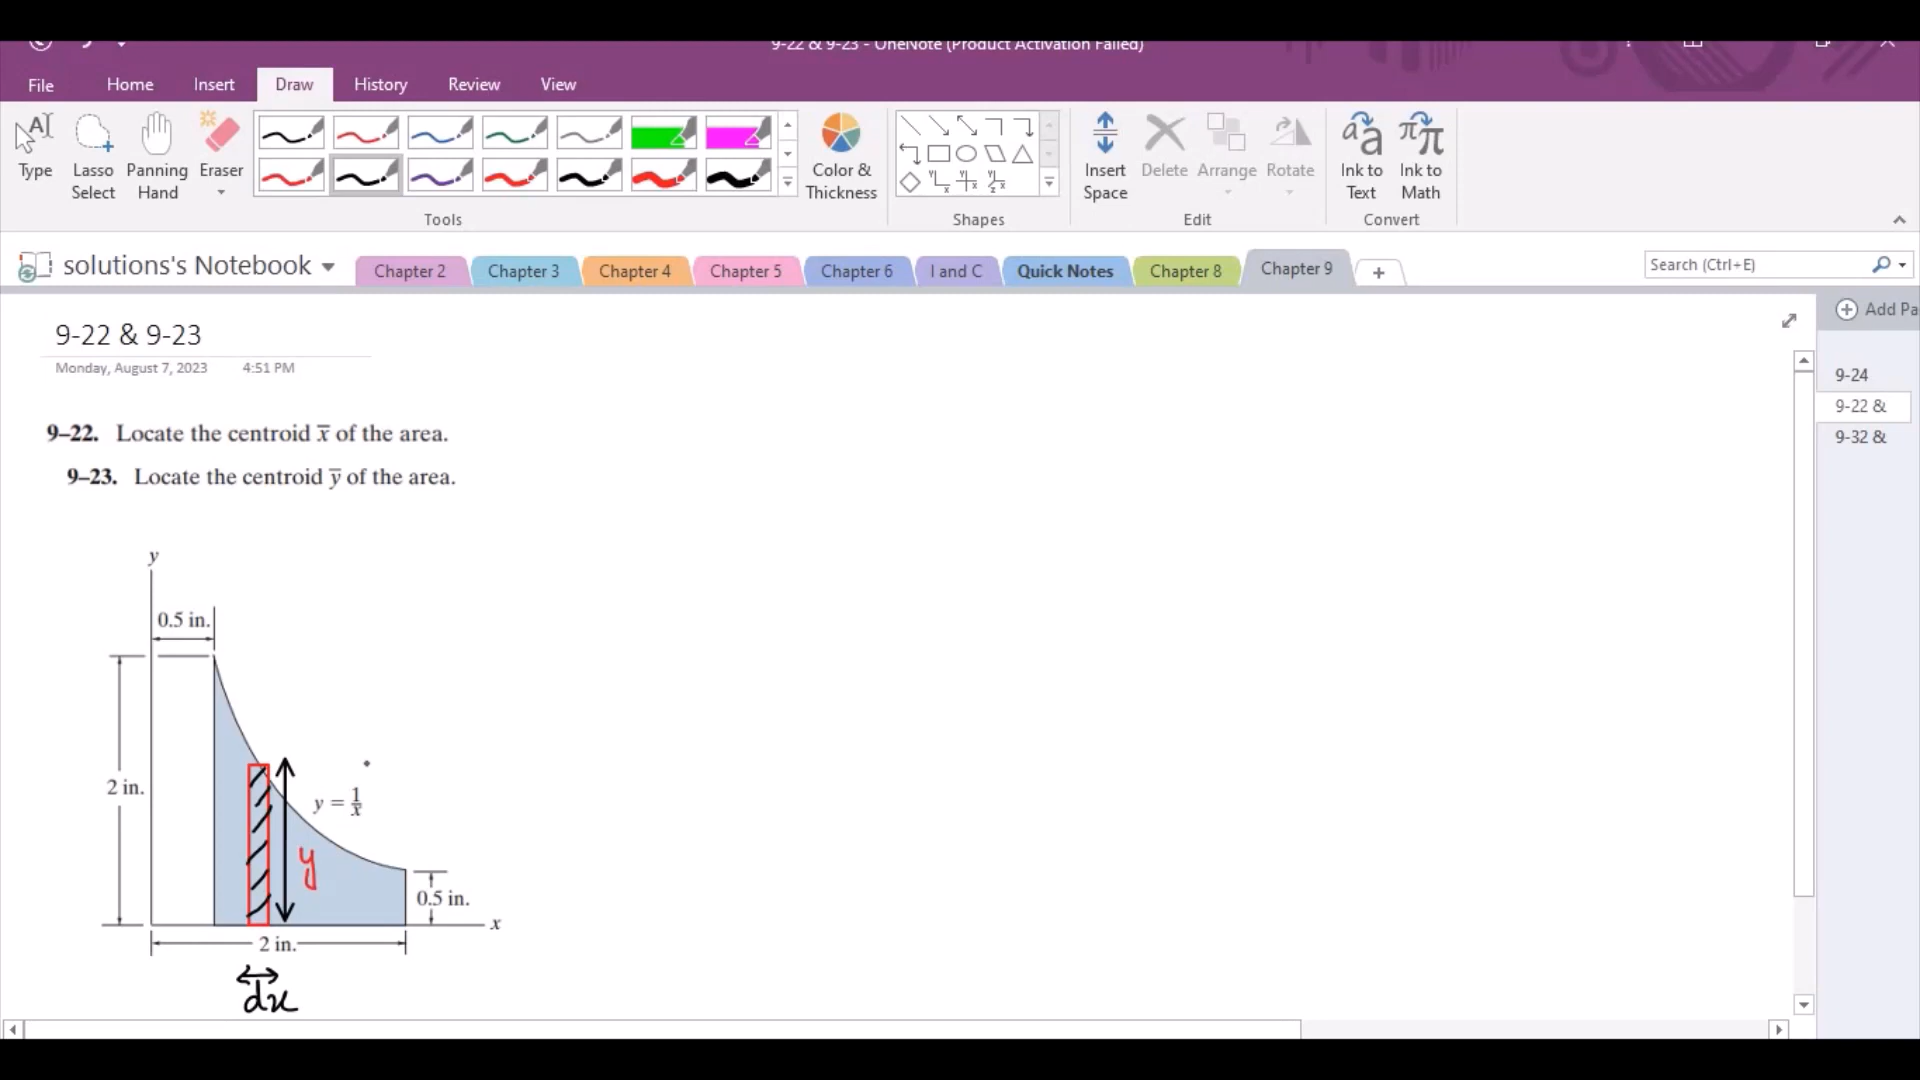 9-22 & 9-23 - OneNote (Product Activation Failed)
File Home Insert Draw History Review View
Type
Lasso Select
Panning Hand
Eraser
Color & Thickness
Insert Space
Delete
Arrange
Rotate
Ink to Text
Ink to Math
Tools
Shapes
Edit
Convert
solutions's Notebook
Chapter 2 Chapter 3 Chapter 4 Chapter 5 Chapter 6 I and C Quick Notes Chapter 8 Chapter 9 +
Search (Ctrl+E)
9-22 & 9-23
Monday, August 7, 2023 4:51 PM
Add Pa
9-24
9-22 &
9-32 &
9–22. Locate the centroid x̅ of the area.
9–23. Locate the centroid y̅ of the area.
y
0.5 in.
2 in.
y = 1/x
y
0.5 in.
x
2 in.
dx